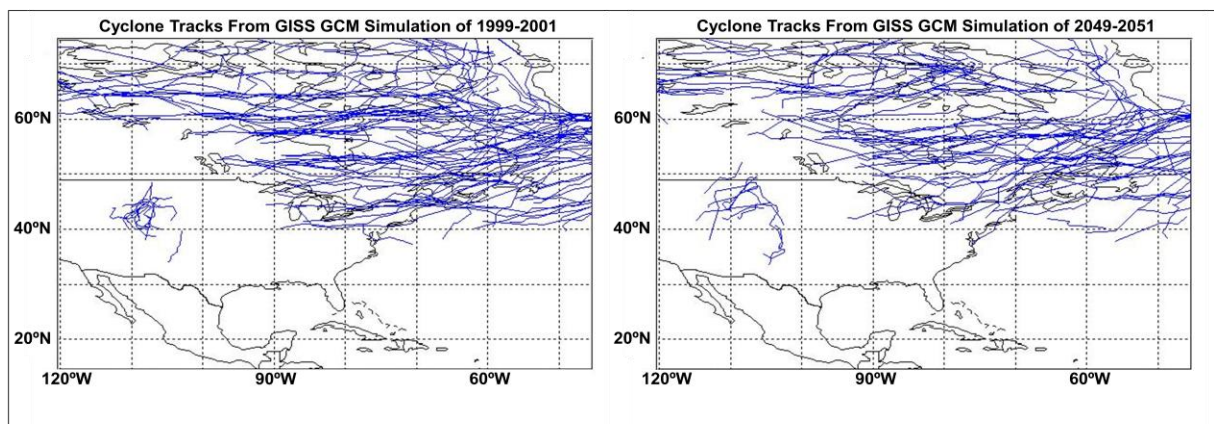 Cyclone Tracks From GISS GCM Simulation of 1999-2001
60ºN
40ºN
20ºN
120ºW
90ºW
60ºW
Cyclone Tracks From GISS GCM Simulation of 2049-2051
60ºN
40ºN
20ºN
120ºW
90ºW
60ºW